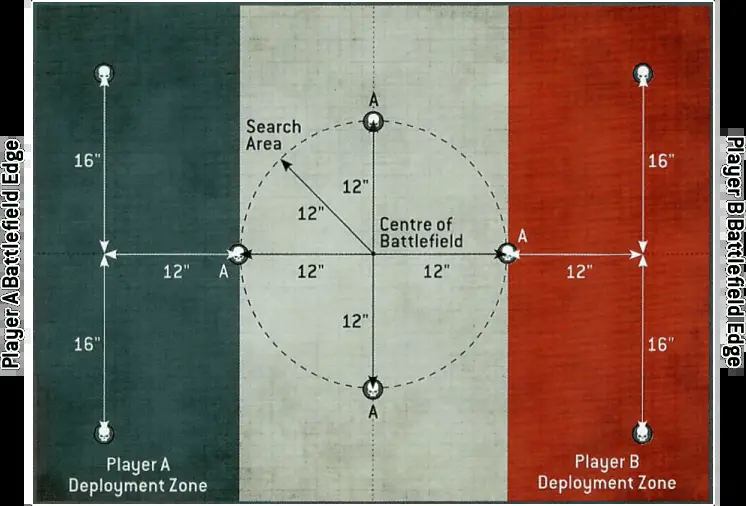 Player A Battlefield Edge
A
Search
Area
16"
16"
12"
12"
Centre of
Battlefield
A
A
12"
12"
12"
12"
12"
16"
16"
A
Player A
Deployment Zone
Player B
Deployment Zone
Player B Battlefield Edge